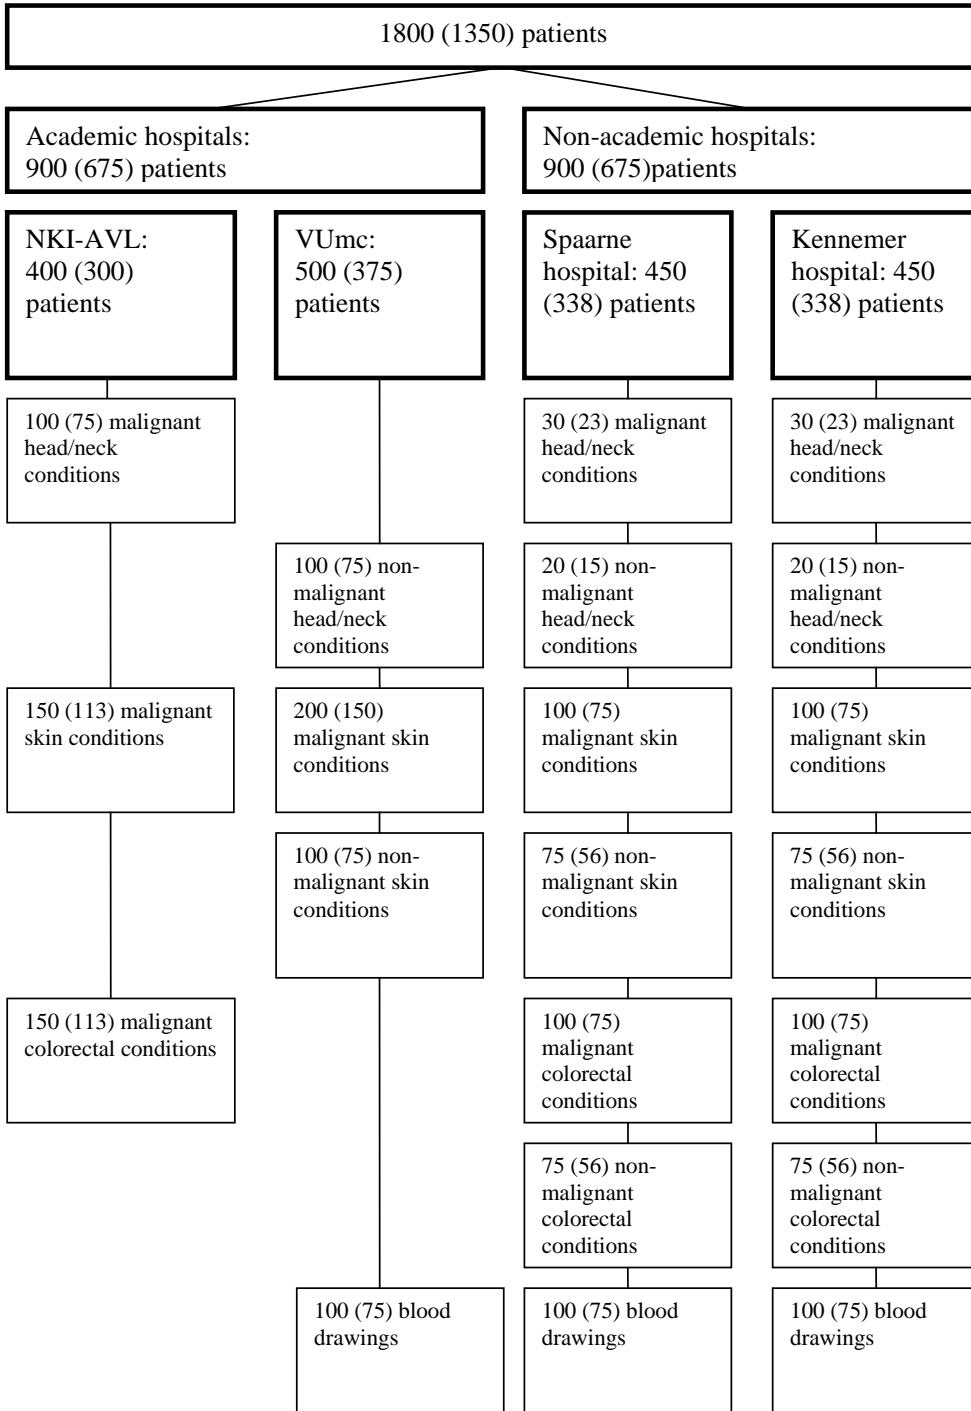 1800 (1350) patients
Academic hospitals:
900 (675) patients
Non-academic hospitals:
900 (675)patients
NKI-AVL:
400 (300)
patients
VUmc:
500 (375)
patients
Spaarne
hospital: 450
(338) patients
Kennemer
hospital: 450
(338) patients
100 (75) malignant
head/neck
conditions
30 (23) malignant
head/neck
conditions
30 (23) malignant
head/neck
conditions
100 (75) non-
malignant
head/neck
conditions
20 (15) non-
malignant
head/neck
conditions
20 (15) non-
malignant
head/neck
conditions
150 (113) malignant
skin conditions
200 (150)
malignant skin
conditions
100 (75)
malignant skin
conditions
100 (75)
malignant skin
conditions
100 (75) non-
malignant skin
conditions
75 (56) non-
malignant skin
conditions
75 (56) non-
malignant skin
conditions
150 (113) malignant
colorectal conditions
100 (75)
malignant
colorectal
conditions
100 (75)
malignant
colorectal
conditions
75 (56) non-
malignant
colorectal
conditions
75 (56) non-
malignant
colorectal
conditions
100 (75) blood
drawings
100 (75) blood
drawings
100 (75) blood
drawings